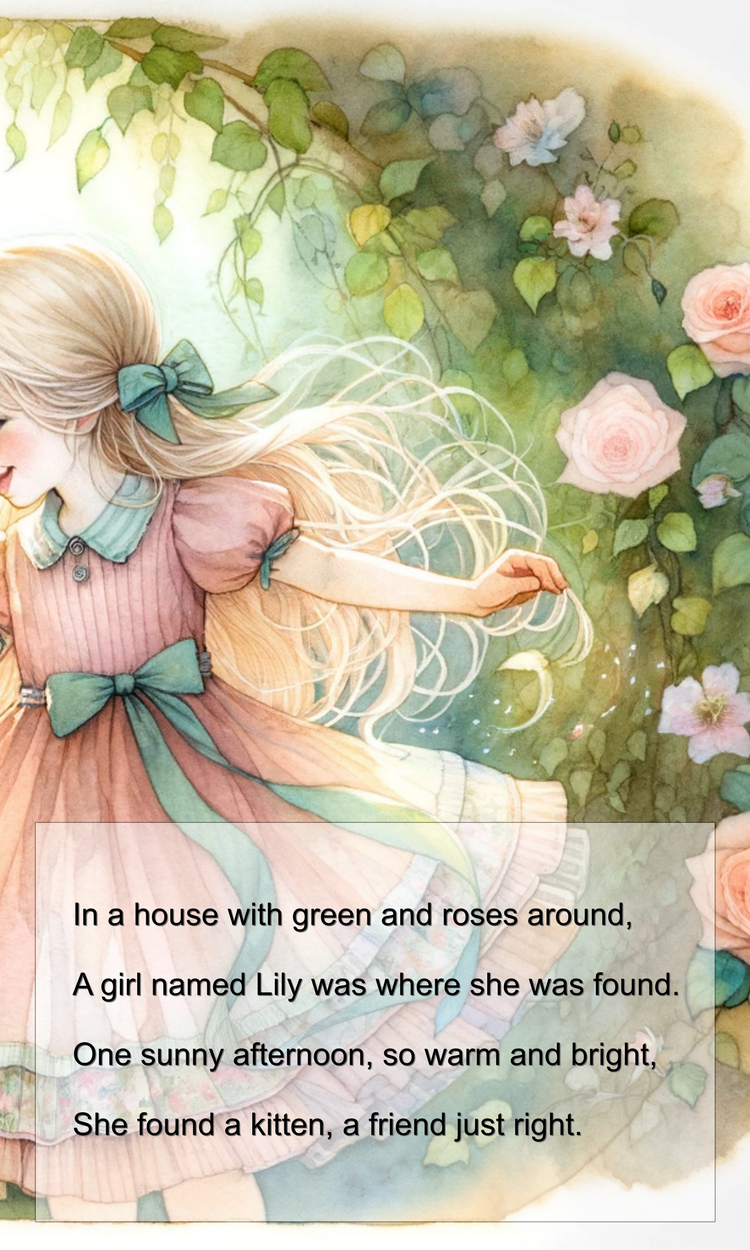 In a house with green and roses around,
A girl named Lily was where she was found.
One sunny afternoon, so warm and bright,
She found a kitten, a friend just right.